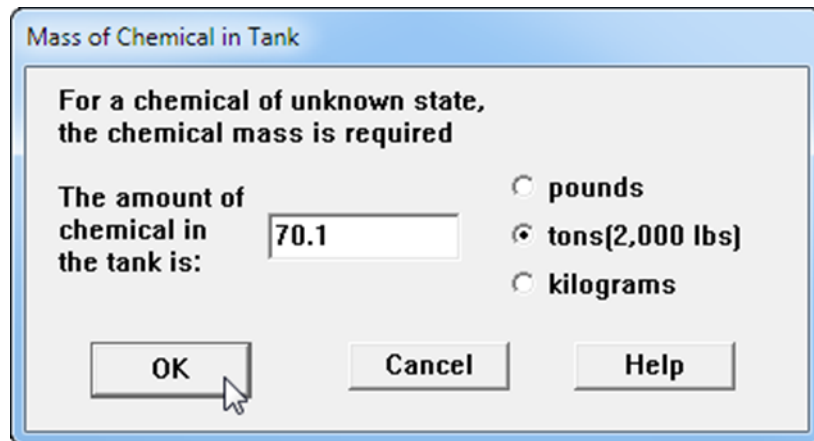 Mass of Chemical in Tank
For a chemical of unknown state,
the chemical mass is required
The amount of
chemical in
the tank is:
70.1
pounds
tons(2,000 lbs)
kilograms
OK
Cancel
Help